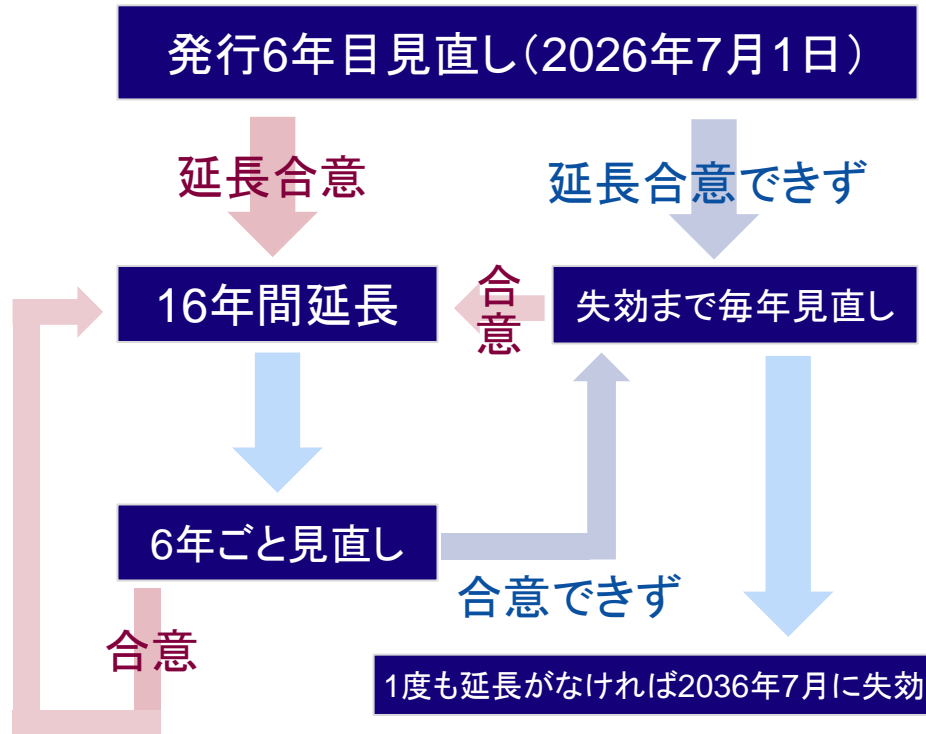 発行6年目見直し(2026年7月1日)
延長合意
延長合意できず
16年間延長
合意
失効まで毎年見直し
6年ごと見直し
合意できず
合意
1度も延長がなければ2036年7月に失効